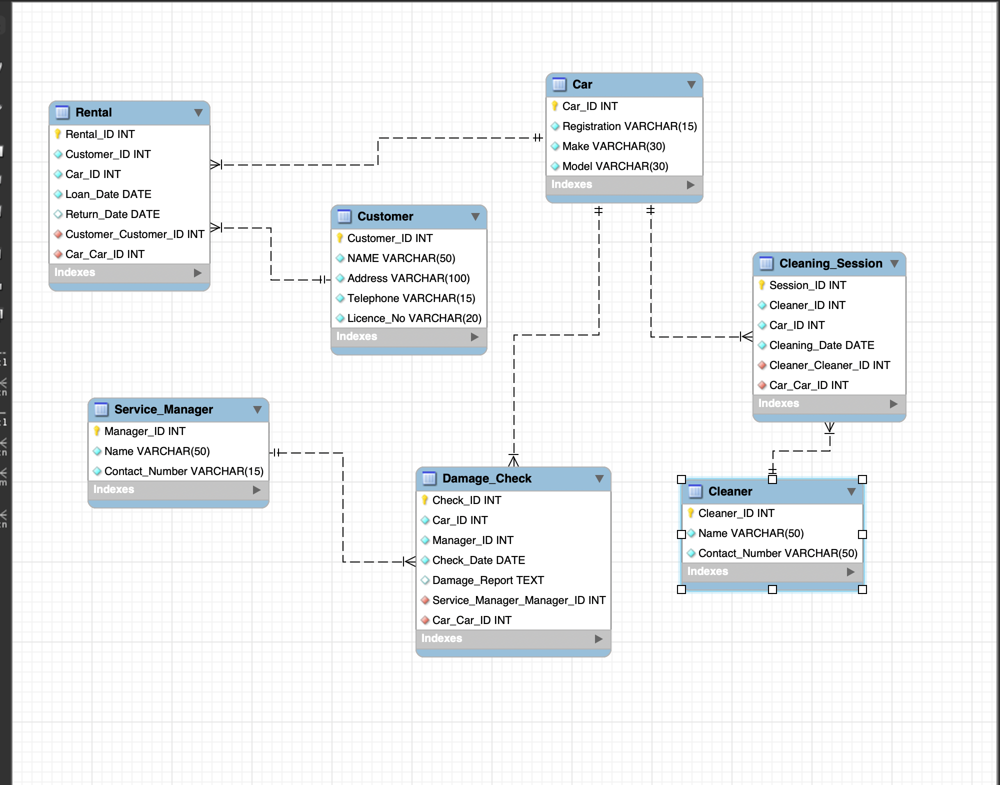 Rental
Rental_ID INT
Customer_ID INT
Car_ID INT
Loan_Date DATE
Return_Date DATE
Customer_Customer_ID INT
Car_Car_ID INT
Indexes
Car
Car_ID INT
Registration VARCHAR(15)
Make VARCHAR(30)
Model VARCHAR(30)
Indexes
Customer
Customer_ID INT
NAME VARCHAR(50)
Address VARCHAR(100)
Telephone VARCHAR(15)
Licence_No VARCHAR(20)
Indexes
Cleaning_Session
Session_ID INT
Cleaner_ID INT
Car_ID INT
Cleaning_Date DATE
Cleaner_Cleaner_ID INT
Car_Car_ID INT
Indexes
Service_Manager
Manager_ID INT
Name VARCHAR(50)
Contact_Number VARCHAR(15)
Indexes
Damage_Check
Check_ID INT
Car_ID INT
Manager_ID INT
Check_Date DATE
Damage_Report TEXT
Service_Manager_Manager_ID INT
Car_Car_ID INT
Indexes
Cleaner
Cleaner_ID INT
Name VARCHAR(50)
Contact_Number VARCHAR(50)
Indexes